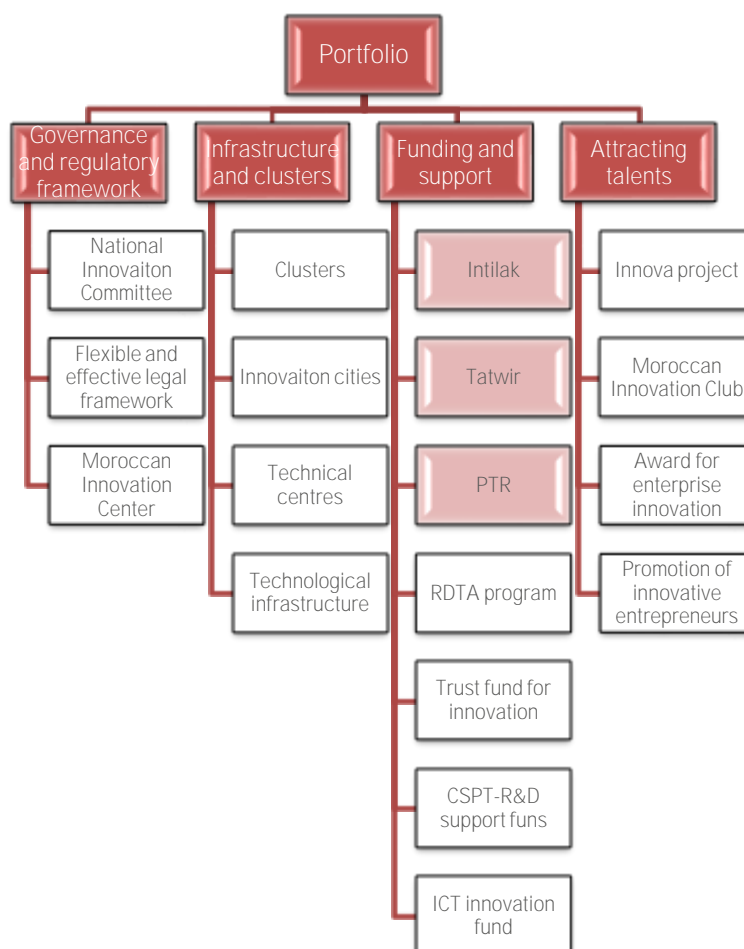 Portfolio
Governance
and regulatory
framework
National
Innovaiton
Committee
Flexible and
effective legal
framework
Moroccan
Innovation
Center
Infrastructure
and clusters
Clusters
Innovaiton cities
Technical
centres
Technological
infrastructure
Funding and
support
Intilak
Tatwir
PTR
RDTA program
Trust fund for
innovation
CSPT-R&D
support funs
ICT innovation
fund
Attracting
talents
Innova project
Moroccan
Innovation Club
Award for
enterprise
innovation
Promotion of
innovative
entrepreneurs